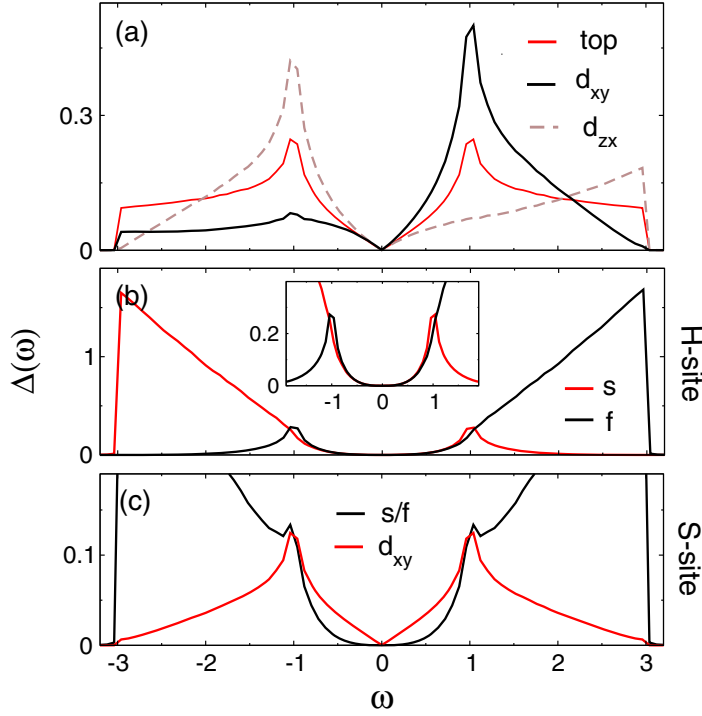 (a)
top
d_xy
d_zx
0.3
0
(b)
0.2
0
-1
0
1
s
f
1
0
H-site
Δ(ω)
(c)
s/f
d_xy
0.1
0
S-site
-3
-2
-1
0
1
2
3
ω